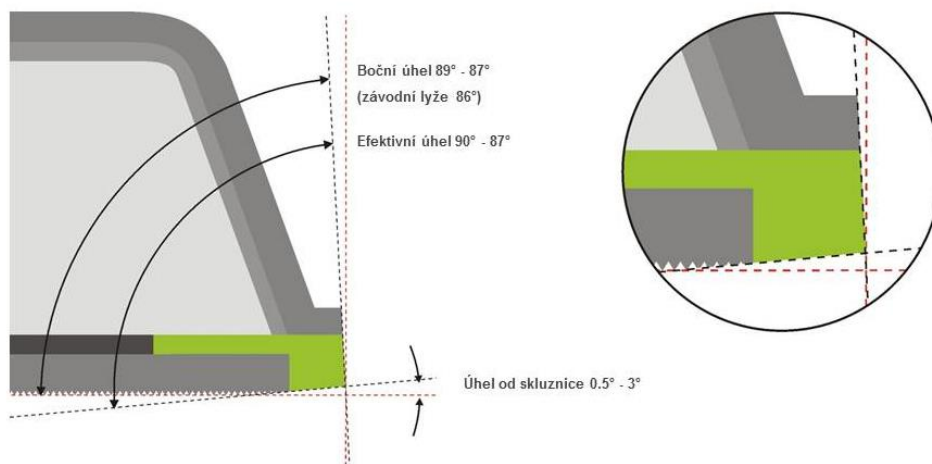 Boční úhel 89° - 87°
(závodní lyže 86°)
Efektivní úhel 90° - 87°
Úhel od skluznice 0.5° - 3°